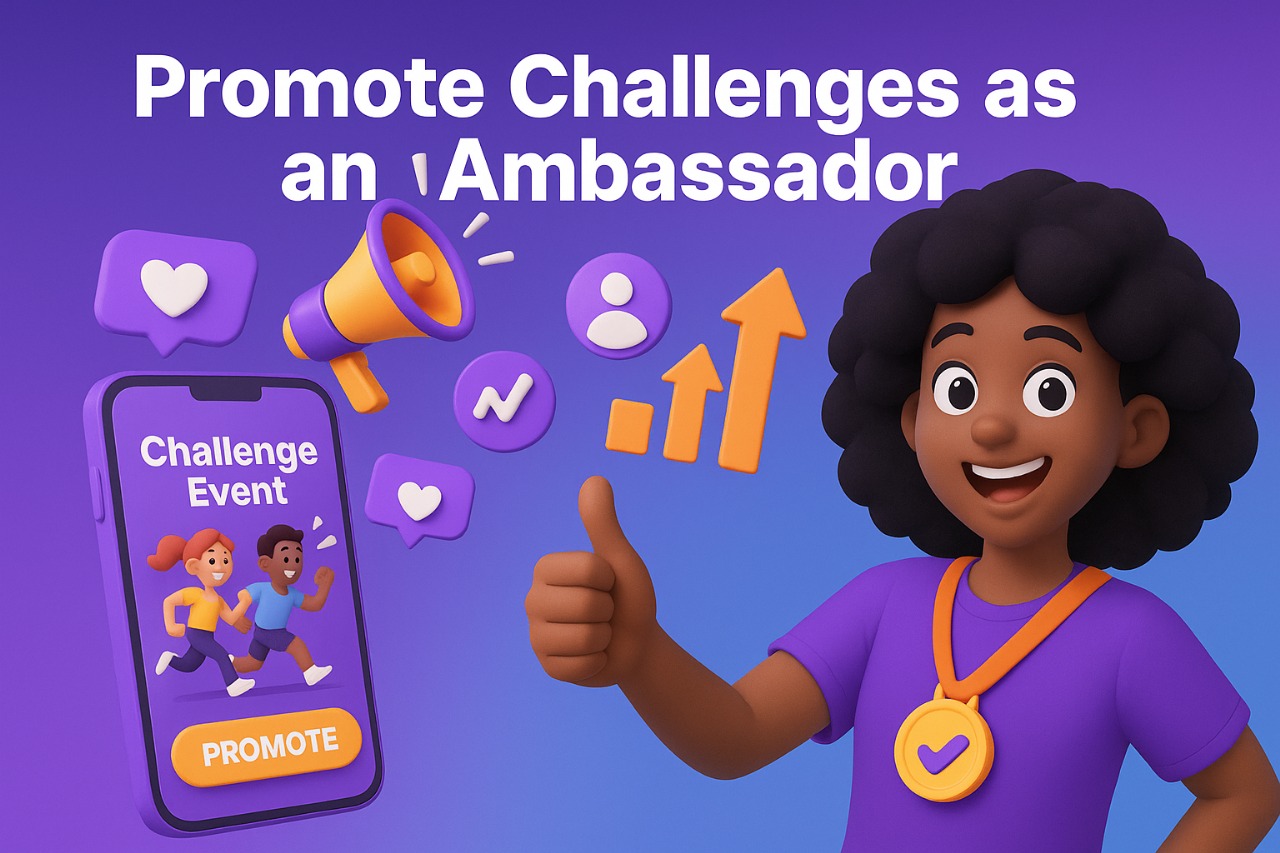 Promote Challenges as
an Ambassador
Challenge
Event
PROMOTE